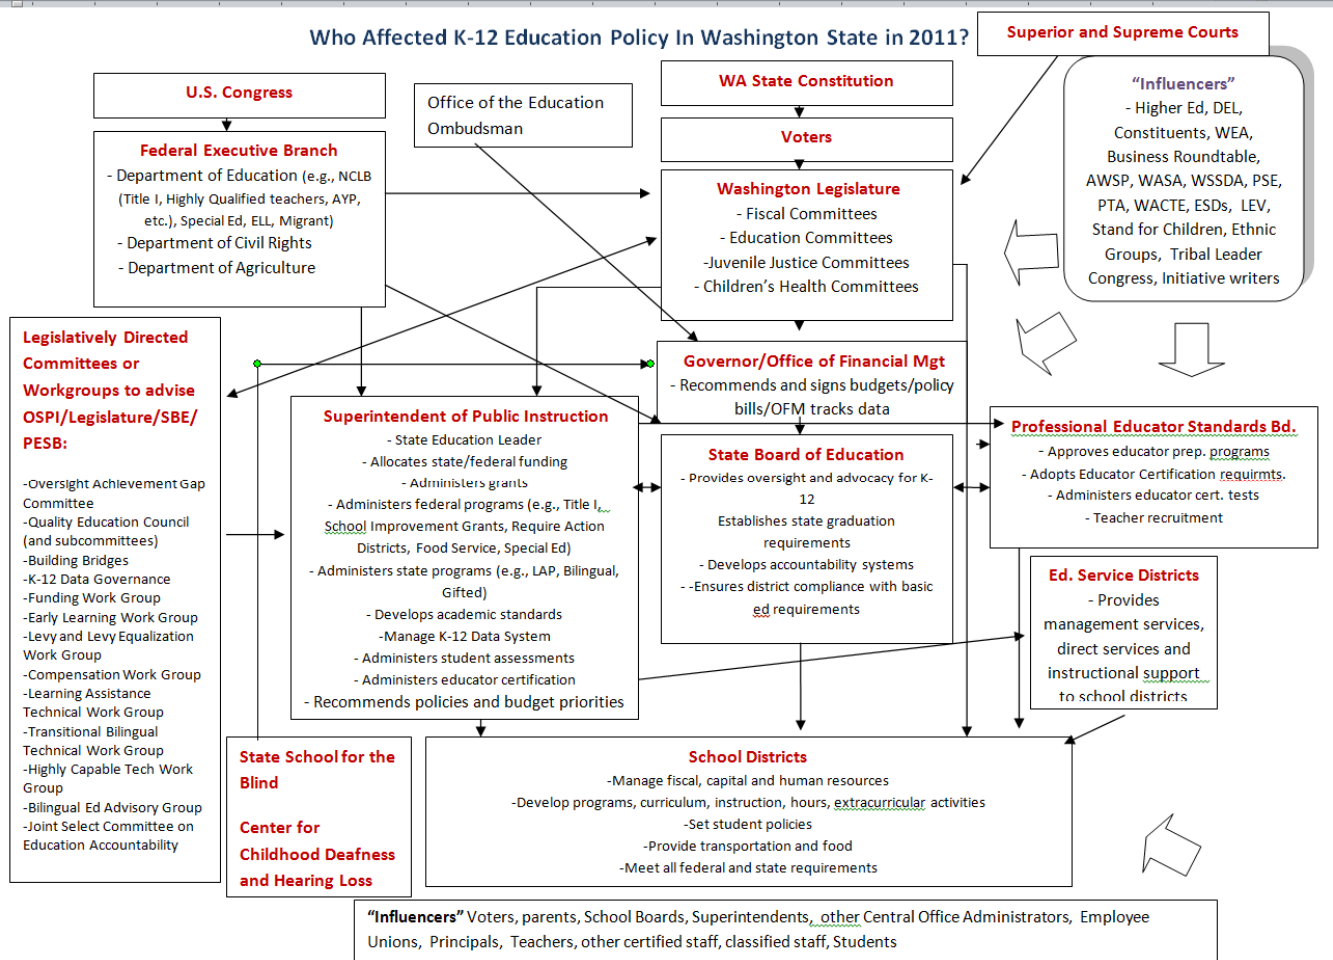 Who Affected K-12 Education Policy In Washington State in 2011?
Superior and Supreme Courts
U.S. Congress
Office of the Education
Ombudsman
WA State Constitution
Voters
“Influencers”
- Higher Ed, DEL,
Constituents, WEA,
Business Roundtable,
AWSP, WASA, WSSDA, PSE,
PTA, WACTE, ESDs, LEV,
Stand for Children, Ethnic
Groups, Tribal Leader
Congress, Initiative writers
Federal Executive Branch
- Department of Education (e.g., NCLB
(Title I, Highly Qualified teachers, AYP,
etc.), Special Ed, ELL, Migrant)
- Department of Civil Rights
- Department of Agriculture
Washington Legislature
- Fiscal Committees
- Education Committees
-Juvenile Justice Committees
- Children’s Health Committees
Legislatively Directed
Committees or
Workgroups to advise
OSPI/Legislature/SBE/
PESB:
-Oversight Achievement Gap
Committee
-Quality Education Council
(and subcommittees)
-Building Bridges
-K-12 Data Governance
-Funding Work Group
-Early Learning Work Group
-Levy and Levy Equalization
Work Group
-Compensation Work Group
-Learning Assistance
Technical Work Group
-Transitional Bilingual
Technical Work Group
-Highly Capable Tech Work
Group
-Bilingual Ed Advisory Group
-Joint Select Committee on
Education Accountability
Governor/Office of Financial Mgt
- Recommends and signs budgets/policy
bills/OFM tracks data
Superintendent of Public Instruction
- State Education Leader
- Allocates state/federal funding
- Administers grants
- Administers federal programs (e.g., Title I,
School Improvement Grants, Require Action
Districts, Food Service, Special Ed)
- Administers state programs (e.g., LAP, Bilingual,
Gifted)
- Develops academic standards
-Manage K-12 Data System
- Administers student assessments
- Administers educator certification
- Recommends policies and budget priorities
State Board of Education
- Provides oversight and advocacy for K-
12
Establishes state graduation
requirements
- Develops accountability systems
- -Ensures district compliance with basic
ed requirements
Professional Educator Standards Bd.
- Approves educator prep. programs
- Adopts Educator Certification requirmts.
- Administers educator cert. tests
- Teacher recruitment
Ed. Service Districts
- Provides
management services,
direct services and
instructional support
to school districts
State School for the
Blind
Center for
Childhood Deafness
and Hearing Loss
School Districts
-Manage fiscal, capital and human resources
-Develop programs, curriculum, instruction, hours, extracurricular activities
-Set student policies
-Provide transportation and food
-Meet all federal and state requirements
“Influencers” Voters, parents, School Boards, Superintendents, other Central Office Administrators, Employee
Unions, Principals, Teachers, other certified staff, classified staff, Students